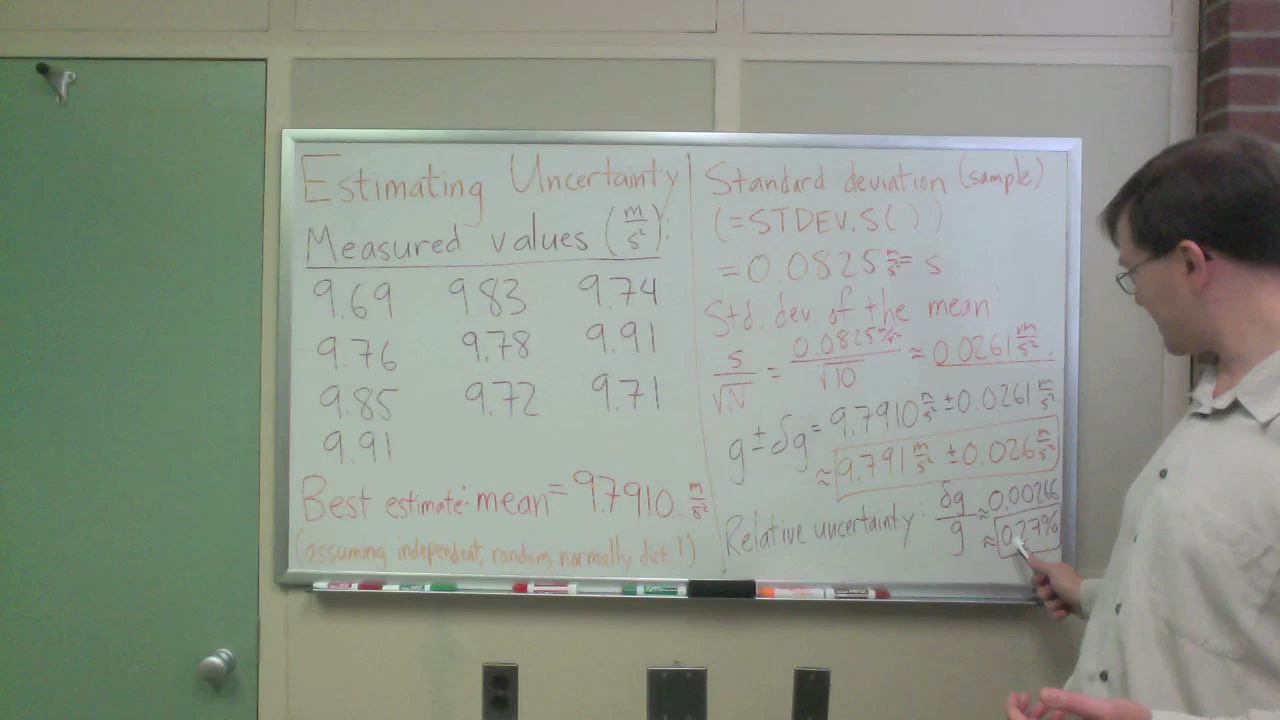 Estimating Uncertainty
Measured values (m/s²):
9.69 9.83 9.74
9.76 9.78 9.91
9.85 9.72 9.71
9.91
Best estimate: mean = 9.7910 m/s²
(assuming independent, random, normally dist.!)
Standard deviation (sample)
(=STDEV.S( ))
= 0.0825 m/s² = s
Std. dev. of the mean:
s/√N = 0.0825 m/s²/√10 ≈ 0.0261 m/s².
g ± δg = 9.7910 m/s² ± 0.0261 m/s²
≈ 9.791 m/s² ± 0.026 m/s²
Relative uncertainty: δg/g ≈ 0.00266
≈ 0.27%